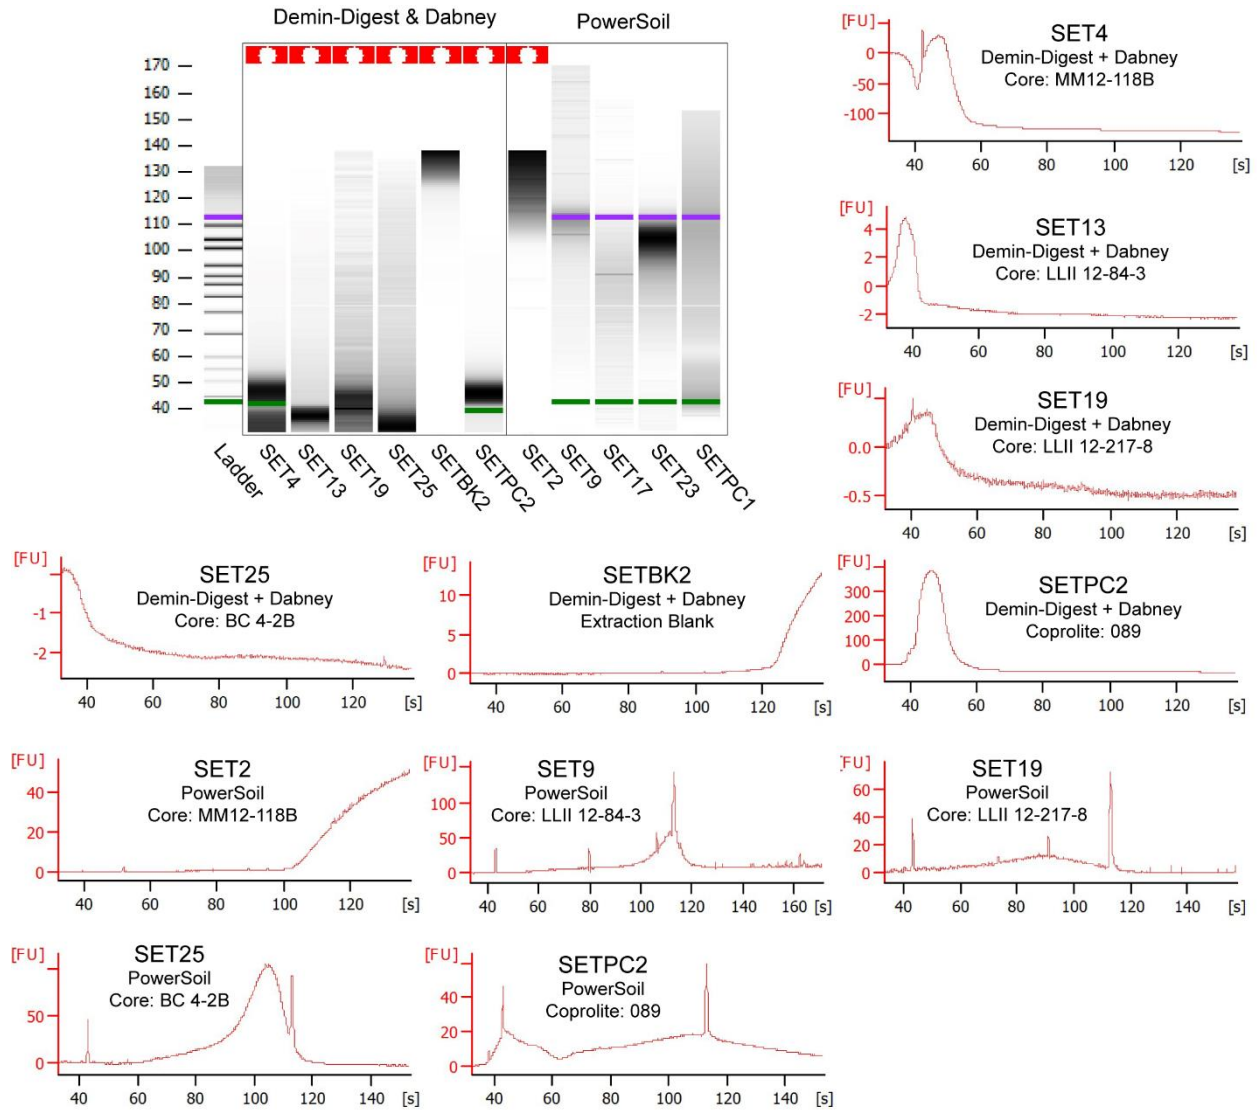 Demin-Digest & Dabney
PowerSoil
170
160
150
140
130
120
110
100
90
80
70
60
50
40
Ladder
SET4
SET13
SET19
SET25
SETBK2
SETPC2
SET2
SET9
SET17
SET23
SETPC1
[FU]
SET4
Demin-Digest + Dabney
Core: MM12-118B
0
-50
-100
40 60 80 100 120 [s]
[FU]
SET13
Demin-Digest + Dabney
Core: LLII 12-84-3
4
2
0
-2
40 60 80 100 120 [s]
[FU]
SET19
Demin-Digest + Dabney
Core: LLII 12-217-8
0.0
-0.5
40 60 80 100 120 [s]
[FU]
SET25
Demin-Digest + Dabney
Core: BC 4-2B
-1
-2
40 60 80 100 120 [s]
[FU]
SETBK2
Demin-Digest + Dabney
Extraction Blank
10
5
0
40 60 80 100 120 [s]
[FU]
SETPC2
Demin-Digest + Dabney
Coprolite: 089
300
200
100
0
40 60 80 100 120 [s]
[FU]
SET2
PowerSoil
Core: MM12-118B
40
20
0
40 60 80 100 120 [s]
[FU]
SET9
PowerSoil
Core: LLII 12-84-3
100
50
0
40 60 80 100 120 140 160 [s]
FU]
SET19
PowerSoil
Core: LLII 12-217-8
60
40
20
0
40 60 80 100 120 140 [s]
[FU]
SET25
PowerSoil
Core: BC 4-2B
50
0
40 60 80 100 120 140 [s]
[FU]
SETPC2
PowerSoil
Coprolite: 089
40
20
0
40 60 80 100 120 140 [s]